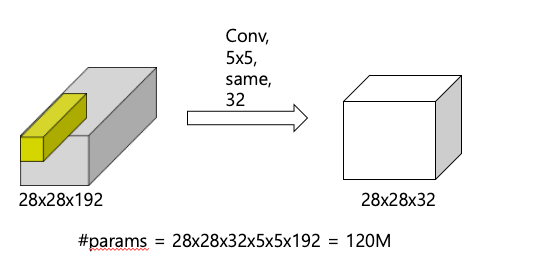 Conv,
5x5,
same,
32
28x28x192
28x28x32
#params = 28x28x32x5x5x192 = 120M